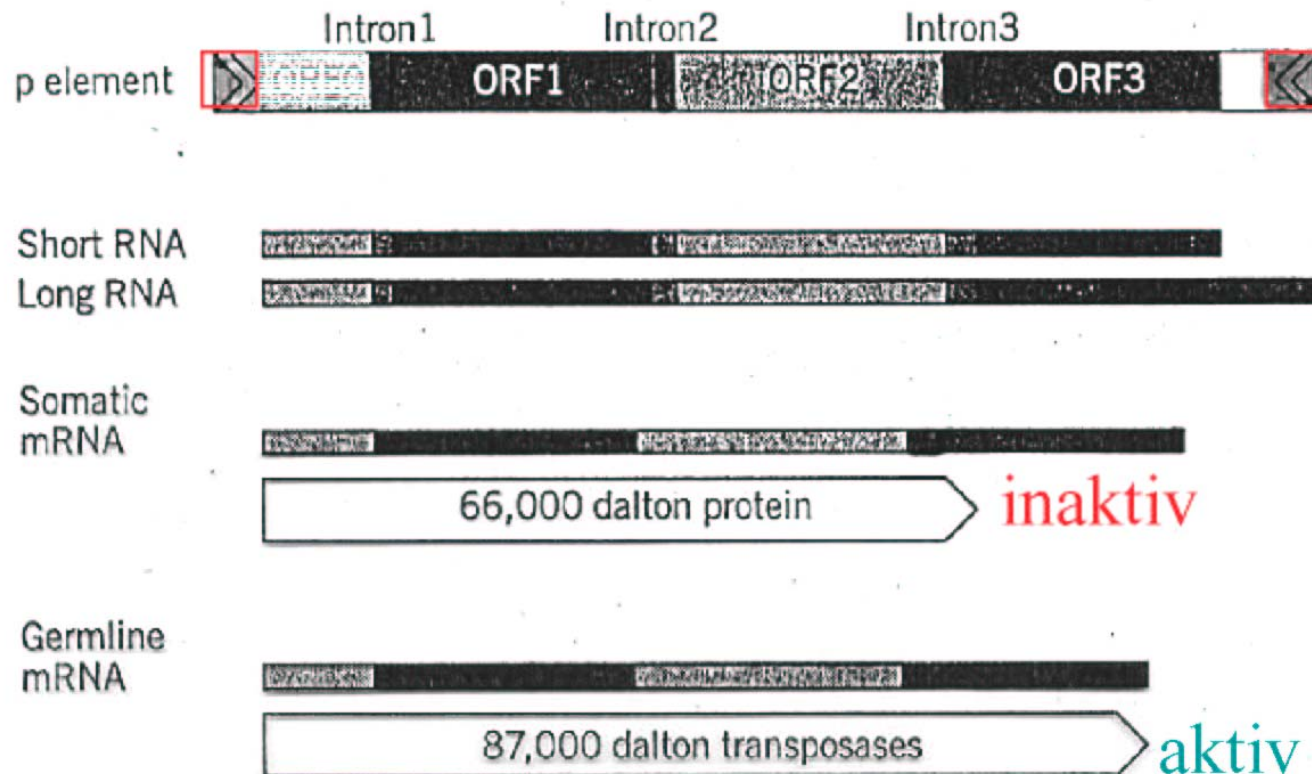 Intron1 Intron2 Intron3
p element ORF0 ORF1 ORF2 ORF3
Short RNA
Long RNA
Somatic
mRNA
66,000 dalton protein inaktiv
Germline
mRNA
87,000 dalton transposases aktiv